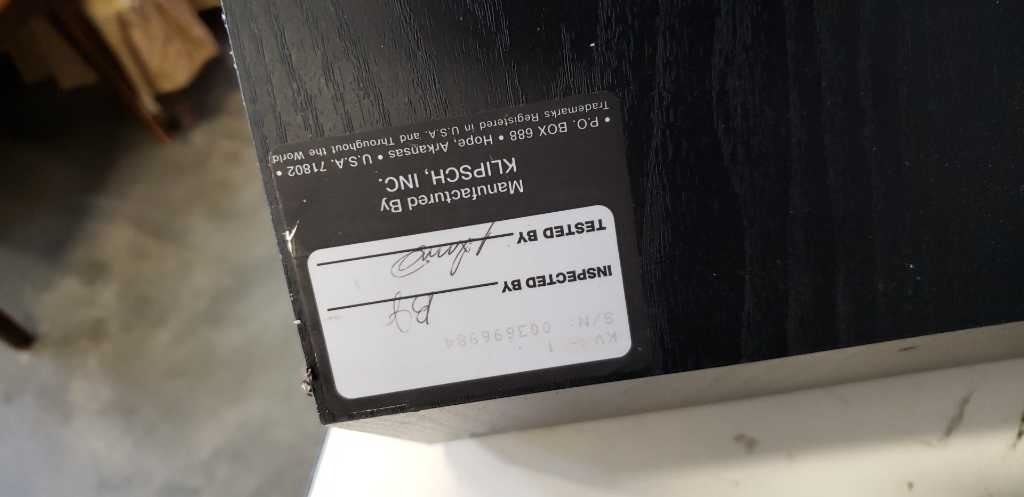 S/N: 003696984
INSPECTED BY
TESTED BY
Manufactured By
KLIPSCH, INC.
• P.O. BOX 688 • Hope, Arkansas • U.S.A. 71802 •
Trademarks Registered in U.S.A. and Throughout the World